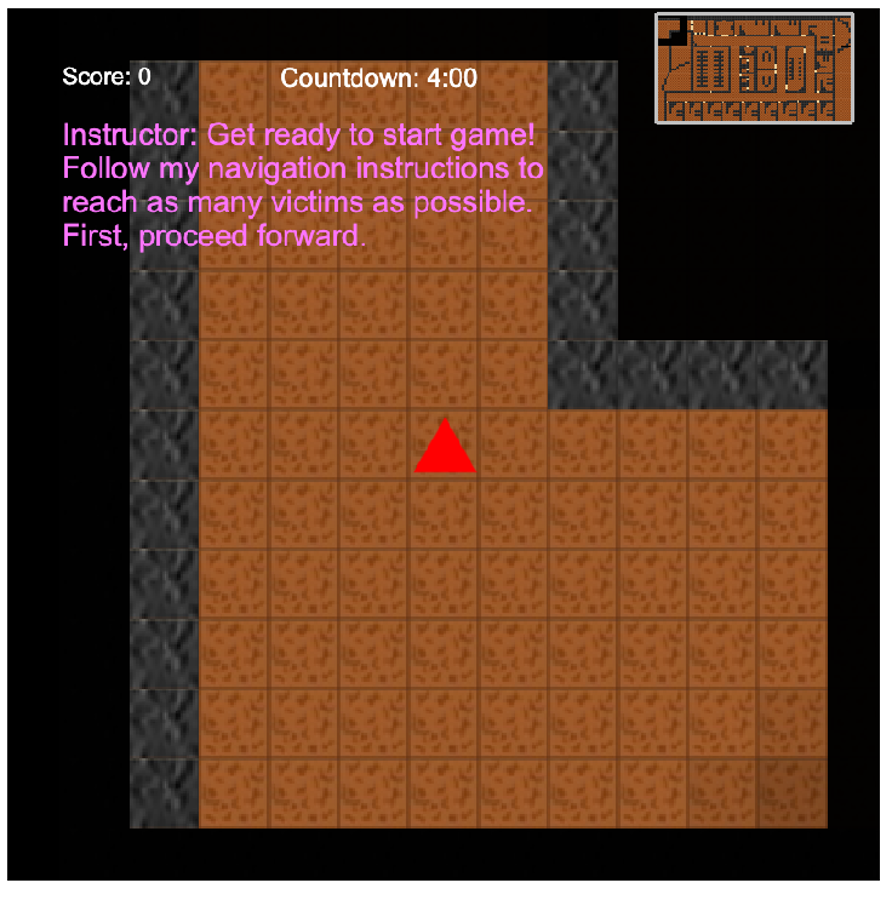 Score: 0
Countdown: 4:00
Instructor: Get ready to start game!
Follow my navigation instructions to
reach as many victims as possible.
First, proceed forward.